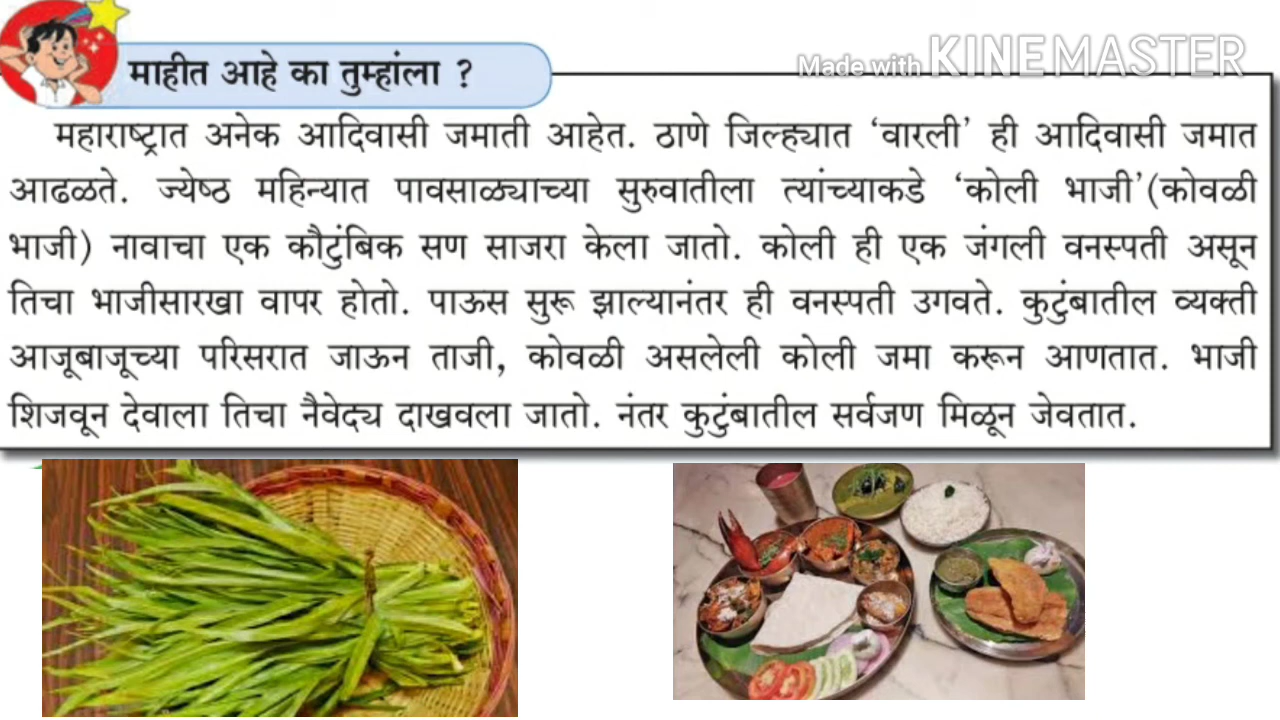 Made with KINEMASTER
माहीत आहे का तुम्हांला ?
महाराष्ट्रात अनेक आदिवासी जमाती आहेत. ठाणे जिल्ह्यात ‘वारली’ ही आदिवासी जमात
आढळते. ज्येष्ठ महिन्यात पावसाळ्याच्या सुरुवातीला त्यांच्याकडे ‘कोली भाजी’(कोवळी
भाजी) नावाचा एक कौटुंबिक सण साजरा केला जातो. कोली ही एक जंगली वनस्पती असून
तिचा भाजीसारखा वापर होतो. पाऊस सुरू झाल्यानंतर ही वनस्पती उगवते. कुटुंबातील व्यक्ती
आजूबाजूच्या परिसरात जाऊन ताजी, कोवळी असलेली कोली जमा करून आणतात. भाजी
शिजवून देवाला तिचा नैवेद्य दाखवला जातो. नंतर कुटुंबातील सर्वजण मिळून जेवतात.